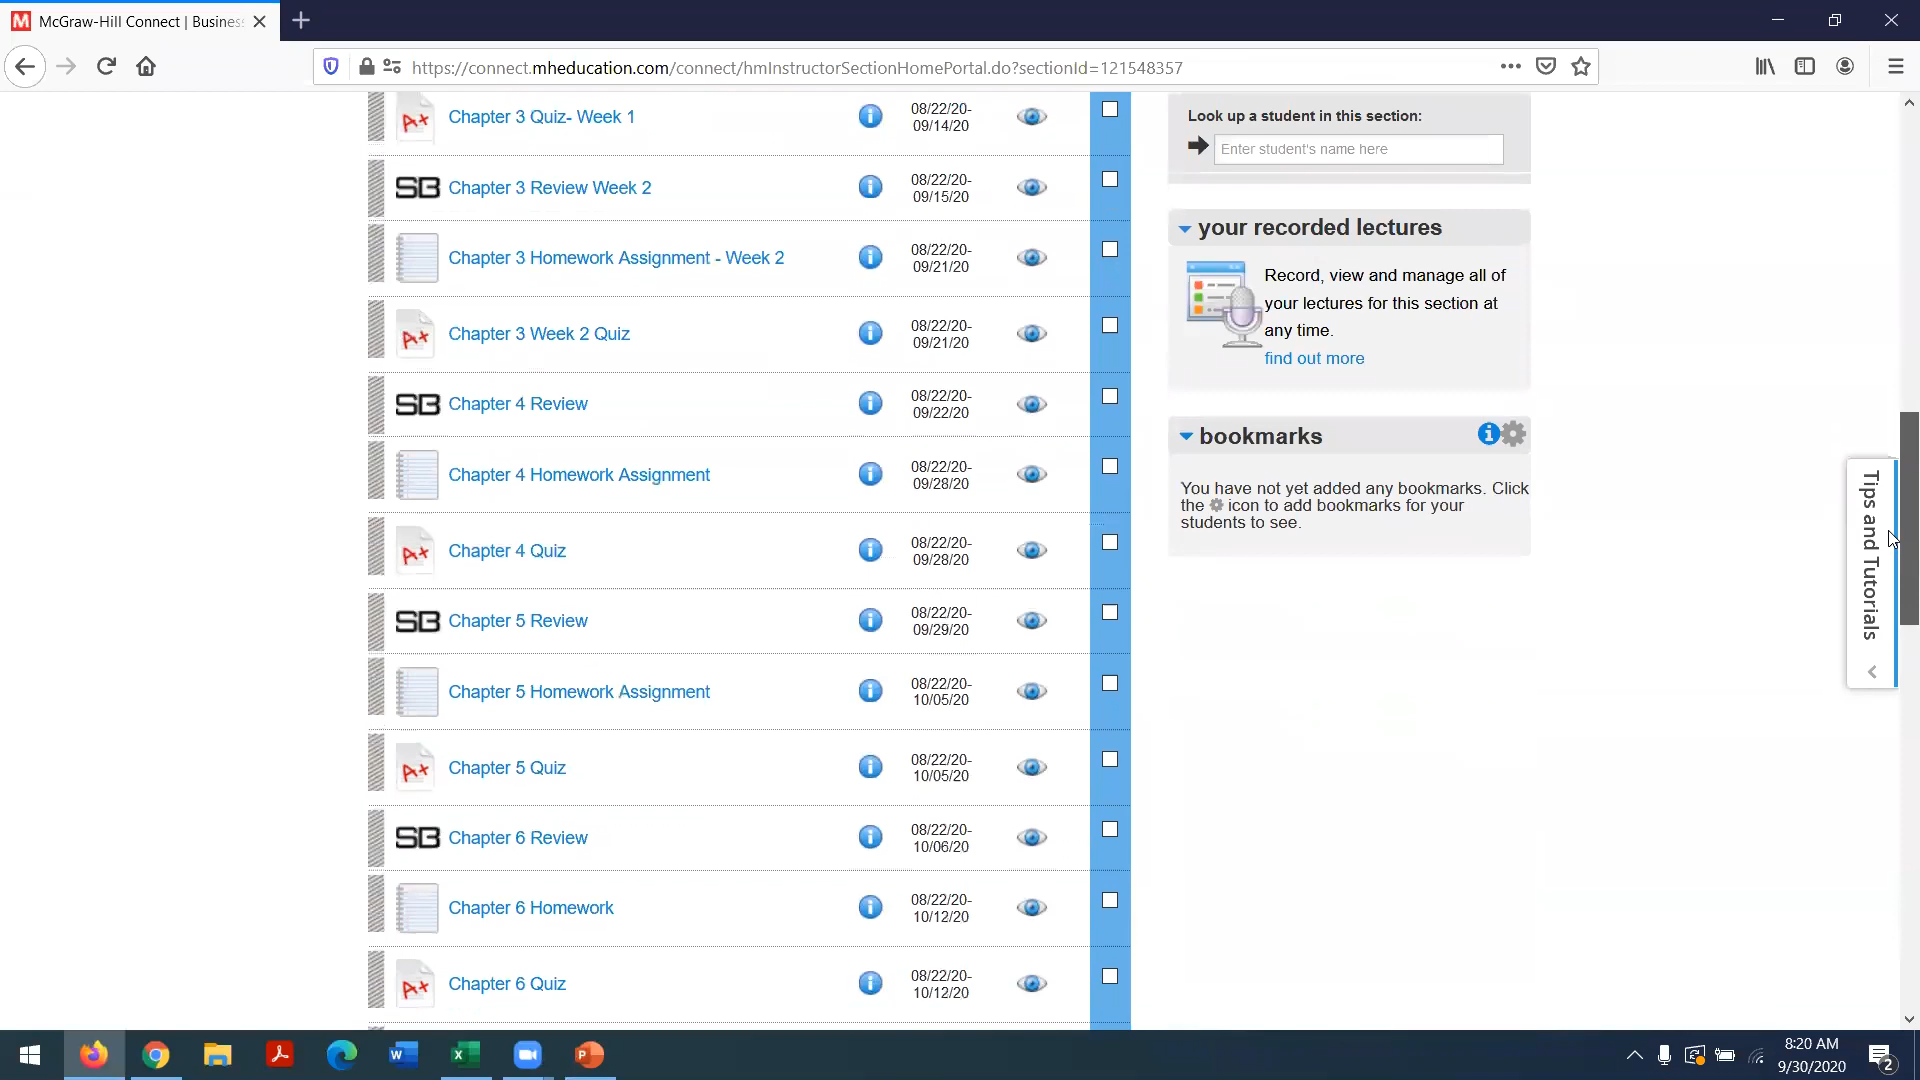 McGraw-Hill Connect | Business
https://connect.mheducation.com/connect/hmInstructorSectionHomePortal.do?sectionId=121548357
A+
Chapter 3 Quiz- Week 1
08/22/20-
09/14/20
SB
Chapter 3 Review Week 2
08/22/20-
09/15/20
Chapter 3 Homework Assignment - Week 2
08/22/20-
09/21/20
A+
Chapter 3 Week 2 Quiz
08/22/20-
09/21/20
SB
Chapter 4 Review
08/22/20-
09/22/20
Chapter 4 Homework Assignment
08/22/20-
09/28/20
A+
Chapter 4 Quiz
08/22/20-
09/28/20
SB
Chapter 5 Review
08/22/20-
09/29/20
Chapter 5 Homework Assignment
08/22/20-
10/05/20
A+
Chapter 5 Quiz
08/22/20-
10/05/20
SB
Chapter 6 Review
08/22/20-
10/06/20
Chapter 6 Homework
08/22/20-
10/12/20
A+
Chapter 6 Quiz
08/22/20-
10/12/20
Look up a student in this section:
Enter student's name here
your recorded lectures
Record, view and manage all of
your lectures for this section at
any time.
find out more
bookmarks
You have not yet added any bookmarks. Click
the icon to add bookmarks for your
students to see.
Tips and Tutorials
8:20 AM
9/30/2020
2